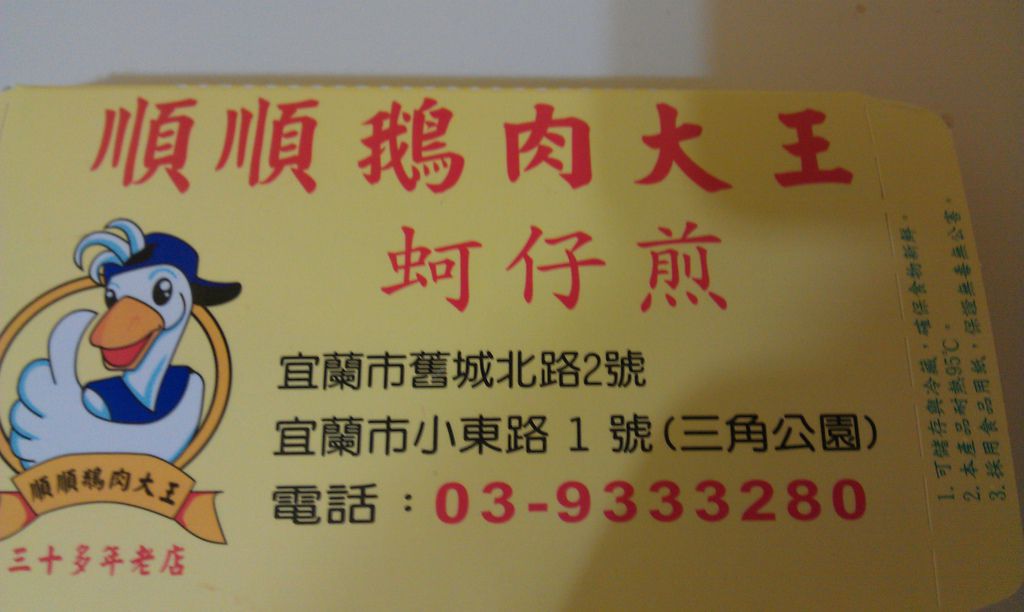 順順鵝肉大王
蚵仔煎
宜蘭市舊城北路2號
宜蘭市小東路 1 號(三角公園)
電話：03-9333280
順順鵝肉大王
三十多年老店
1. 可儲存與冷藏，確保食物新鮮。
2. 本產品耐熱95℃。
3. 採用食品用紙，保證無毒無公害。